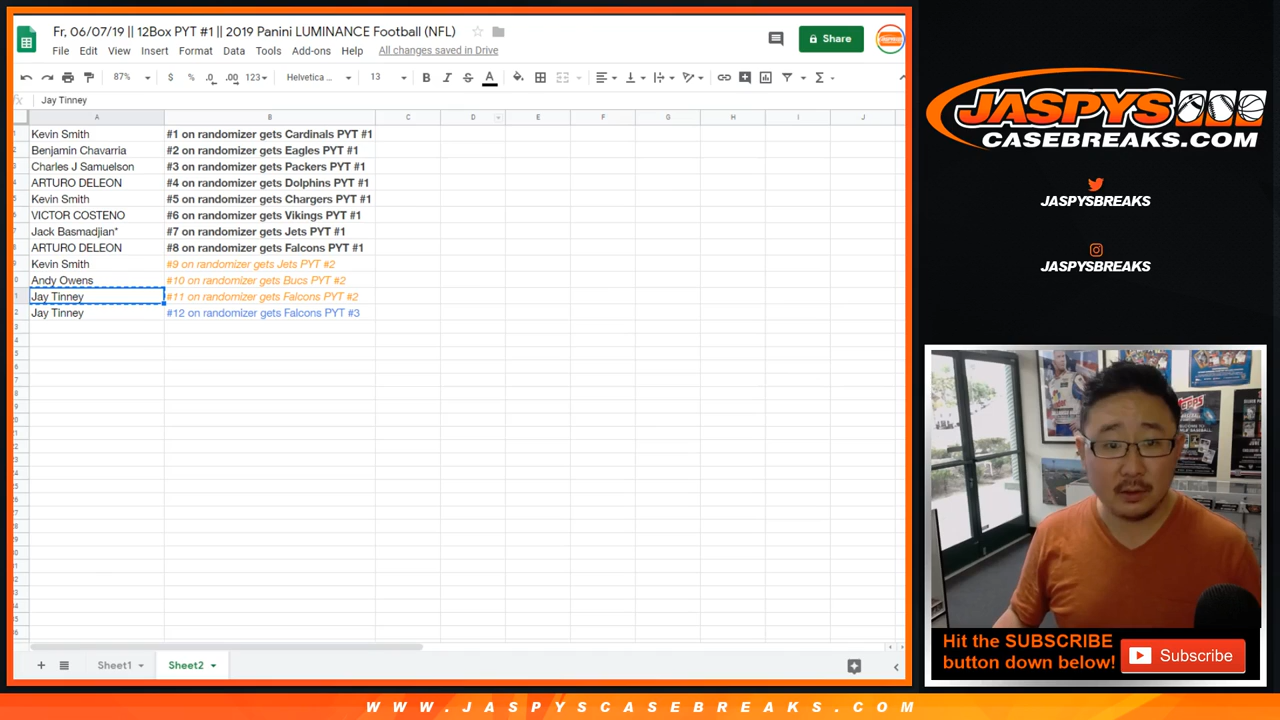 Fr, 06/07/19 || 12Box PYT #1 || 2019 Panini LUMINANCE Football (NFL)
File Edit View Insert Format Data Tools Add-ons Help All changes saved in Drive
Share
87% $ % .0 .00 123 Helvetica ... 13 B I S A
fx Jay Tinney
A B C D E F G H I J
Kevin Smith #1 on randomizer gets Cardinals PYT #1
Benjamin Chavarria #2 on randomizer gets Eagles PYT #1
Charles J Samuelson #3 on randomizer gets Packers PYT #1
ARTURO DELEON #4 on randomizer gets Dolphins PYT #1
Kevin Smith #5 on randomizer gets Chargers PYT #1
VICTOR COSTENO #6 on randomizer gets Vikings PYT #1
Jack Basmadjian* #7 on randomizer gets Jets PYT #1
ARTURO DELEON #8 on randomizer gets Falcons PYT #1
Kevin Smith #9 on randomizer gets Jets PYT #2
Andy Owens #10 on randomizer gets Bucs PYT #2
Jay Tinney #11 on randomizer gets Falcons PYT #2
Jay Tinney #12 on randomizer gets Falcons PYT #3
Sheet1 Sheet2
JASPYS
CASEBREAKS.COM
JASPYSBREAKS
JASPYSBREAKS
Hit the SUBSCRIBE
button down below!
Subscribe
WWW.JASPYSCASEBREAKS.COM